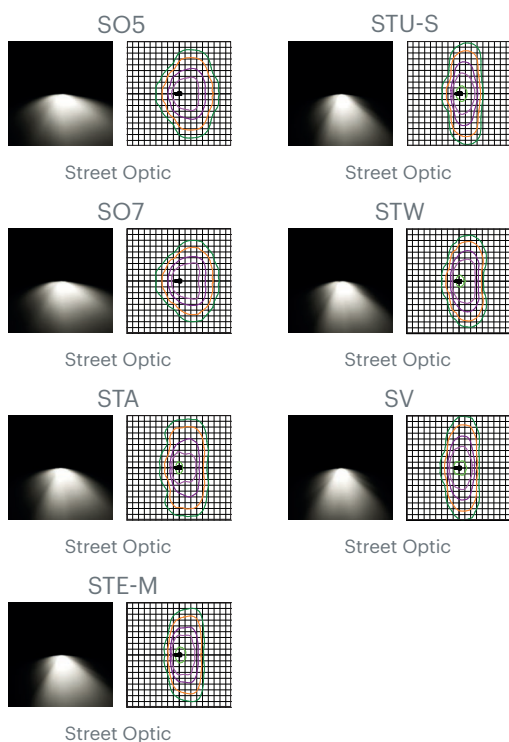 SO5
Street Optic
STU-S
Street Optic
SO7
Street Optic
STW
Street Optic
STA
Street Optic
SV
Street Optic
STE-M
Street Optic